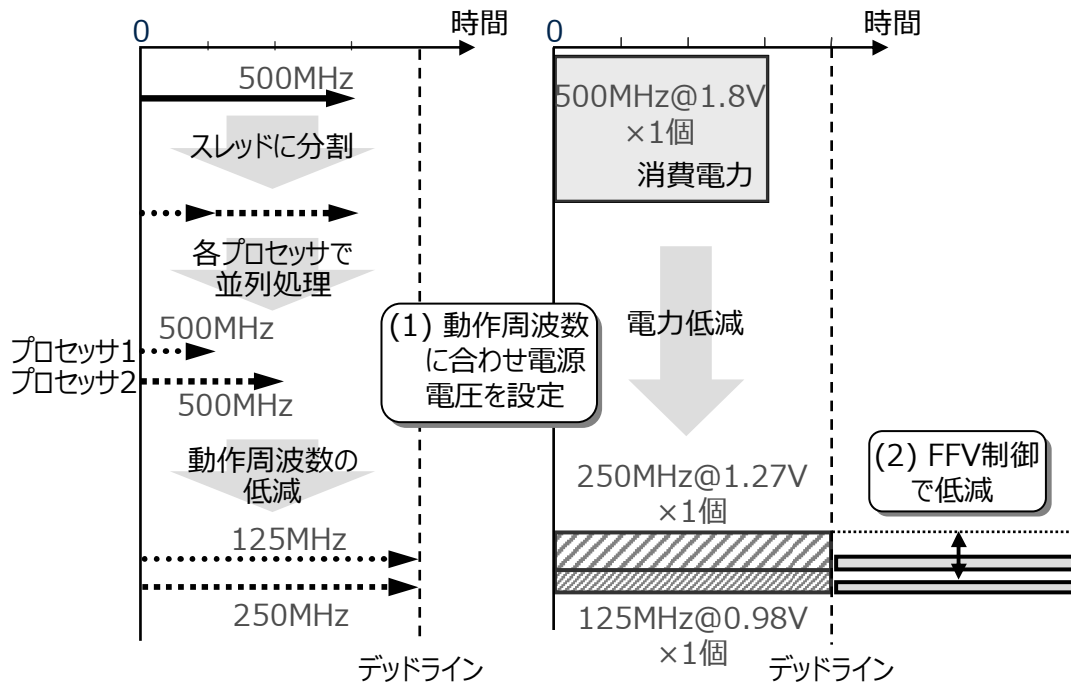 0
時間
500MHz
スレッドに分割
各プロセッサで
並列処理
500MHz
プロセッサ1
プロセッサ2
500MHz
動作周波数の
低減
125MHz
250MHz
デッドライン
(1) 動作周波数
に合わせ電源
電圧を設定
0
時間
500MHz@1.8V
×1個
消費電力
電力低減
250MHz@1.27V
×1個
(2) FFV制御
で低減
125MHz@0.98V
×1個
デッドライン